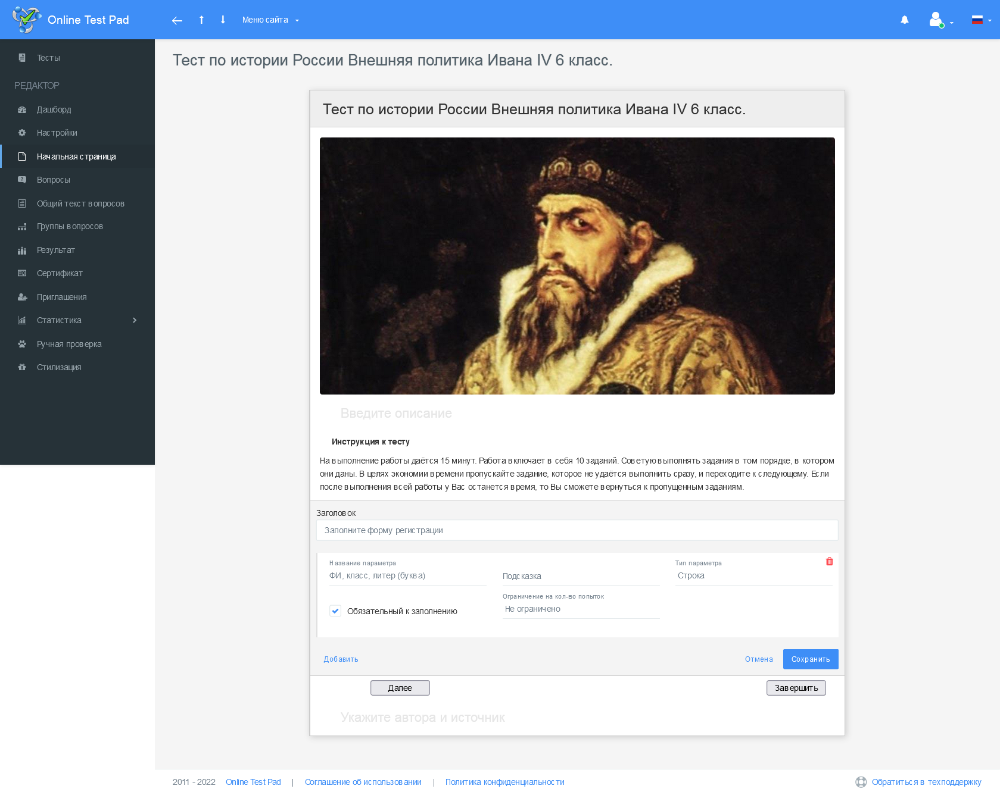 Online Test Pad
Меню сайта
Тесты
РЕДАКТОР
Дашборд
Настройки
Начальная страница
Вопросы
Общий текст вопросов
Группы вопросов
Результат
Сертификат
Приглашения
Статистика
Ручная проверка
Стилизация
Тест по истории России Внешняя политика Ивана IV 6 класс.
Тест по истории России Внешняя политика Ивана IV 6 класс.
Введите описание
Инструкция к тесту
На выполнение работы даётся 15 минут. Работа включает в себя 10 заданий. Советую выполнять задания в том порядке, в котором
они даны. В целях экономии времени пропускайте задание, которое не удаётся выполнить сразу, и переходите к следующему. Если
после выполнения всей работы у Вас останется время, то Вы сможете вернуться к пропущенным заданиям.
Заголовок
Заполните форму регистрации
Название параметра
Тип параметра
ФИ, класс, литер (буква)
Подсказка
Строка
Ограничение на кол-во попыток
Обязательный к заполнению
Не ограничено
Добавить
Отмена
Сохранить
Далее
Завершить
Укажите автора и источник
2011 - 2022 Online Test Pad | Соглашение об использовании | Политика конфиденциальности
Обратиться в техподдержку